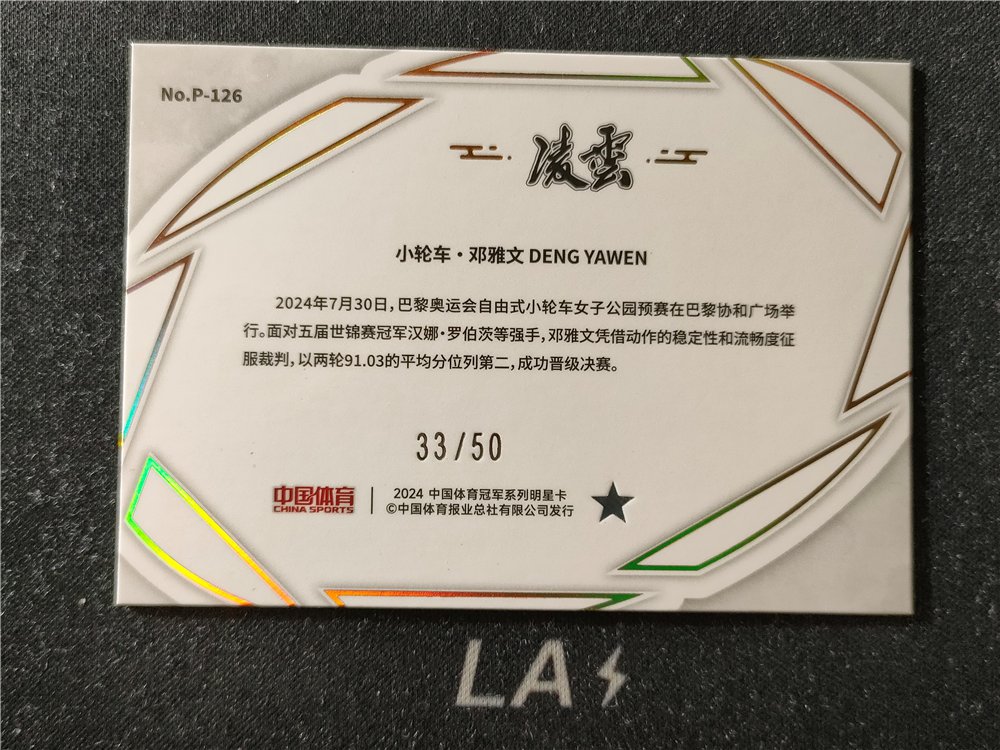 No.P-126
凌雲
小轮车·邓雅文 DENG YAWEN
2024年7月30日,巴黎奥运会自由式小轮车女子公园预赛在巴黎协和广场举
行。面对五届世锦赛冠军汉娜·罗伯茨等强手,邓雅文凭借动作的稳定性和流畅度征
服裁判,以两轮91.03的平均分位列第二,成功晋级决赛。
33/50
中国体育
CHINA SPORTS
2024 中国体育冠军系列明星卡
©中国体育报业总社有限公司发行
LA